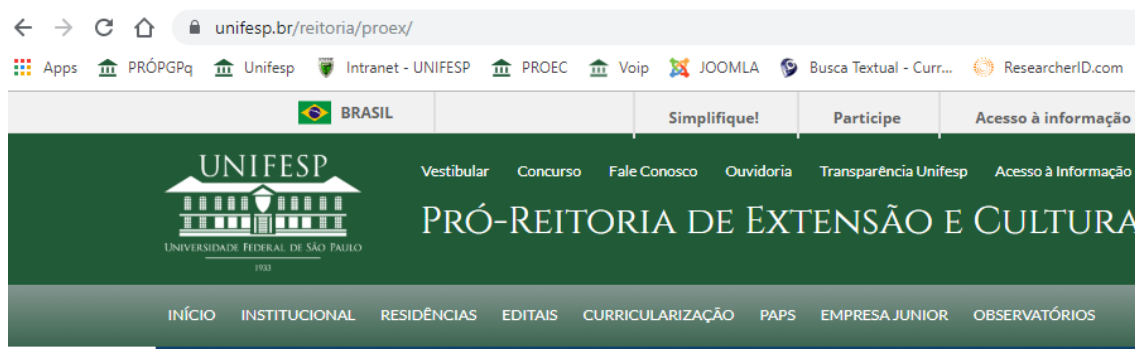 unifesp.br/reitoria/proex/
Apps PRÓPGPq Unifesp Intranet - UNIFESP PROEC Voip JOOMLA Busca Textual - Curr... ResearcherID.com
BRASIL Simplifique! Participe Acesso à informação
UNIFESP
UNIVERSIDADE FEDERAL DE SÃO PAULO
1933
Vestibular Concurso Fale Conosco Ouvidoria Transparência Unifesp Acesso à Informação
PRÓ-REITORIA DE EXTENSÃO E CULTURA
INÍCIO INSTITUCIONAL RESIDÊNCIAS EDITAIS CURRICULARIZAÇÃO PAPS EMPRESA JUNIOR OBSERVATÓRIOS